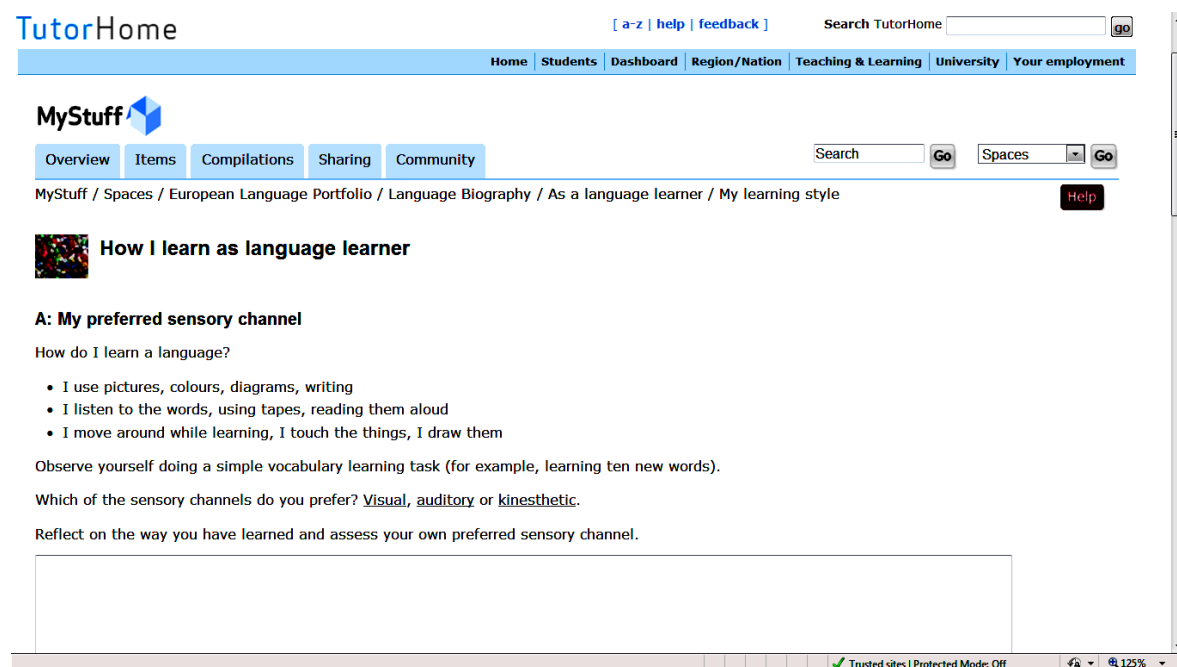 TutorHome
[ a-z | help | feedback ] Search TutorHome go
Home Students Dashboard Region/Nation Teaching & Learning University Your employment
MyStuff
Overview Items Compilations Sharing Community Search Go Spaces Go
MyStuff / Spaces / European Language Portfolio / Language Biography / As a language learner / My learning style Help
How I learn as language learner
A: My preferred sensory channel
How do I learn a language?
• I use pictures, colours, diagrams, writing
• I listen to the words, using tapes, reading them aloud
• I move around while learning, I touch the things, I draw them
Observe yourself doing a simple vocabulary learning task (for example, learning ten new words).
Which of the sensory channels do you prefer? Visual, auditory or kinesthetic.
Reflect on the way you have learned and assess your own preferred sensory channel.
Trusted sites | Protected Mode: Off 125%